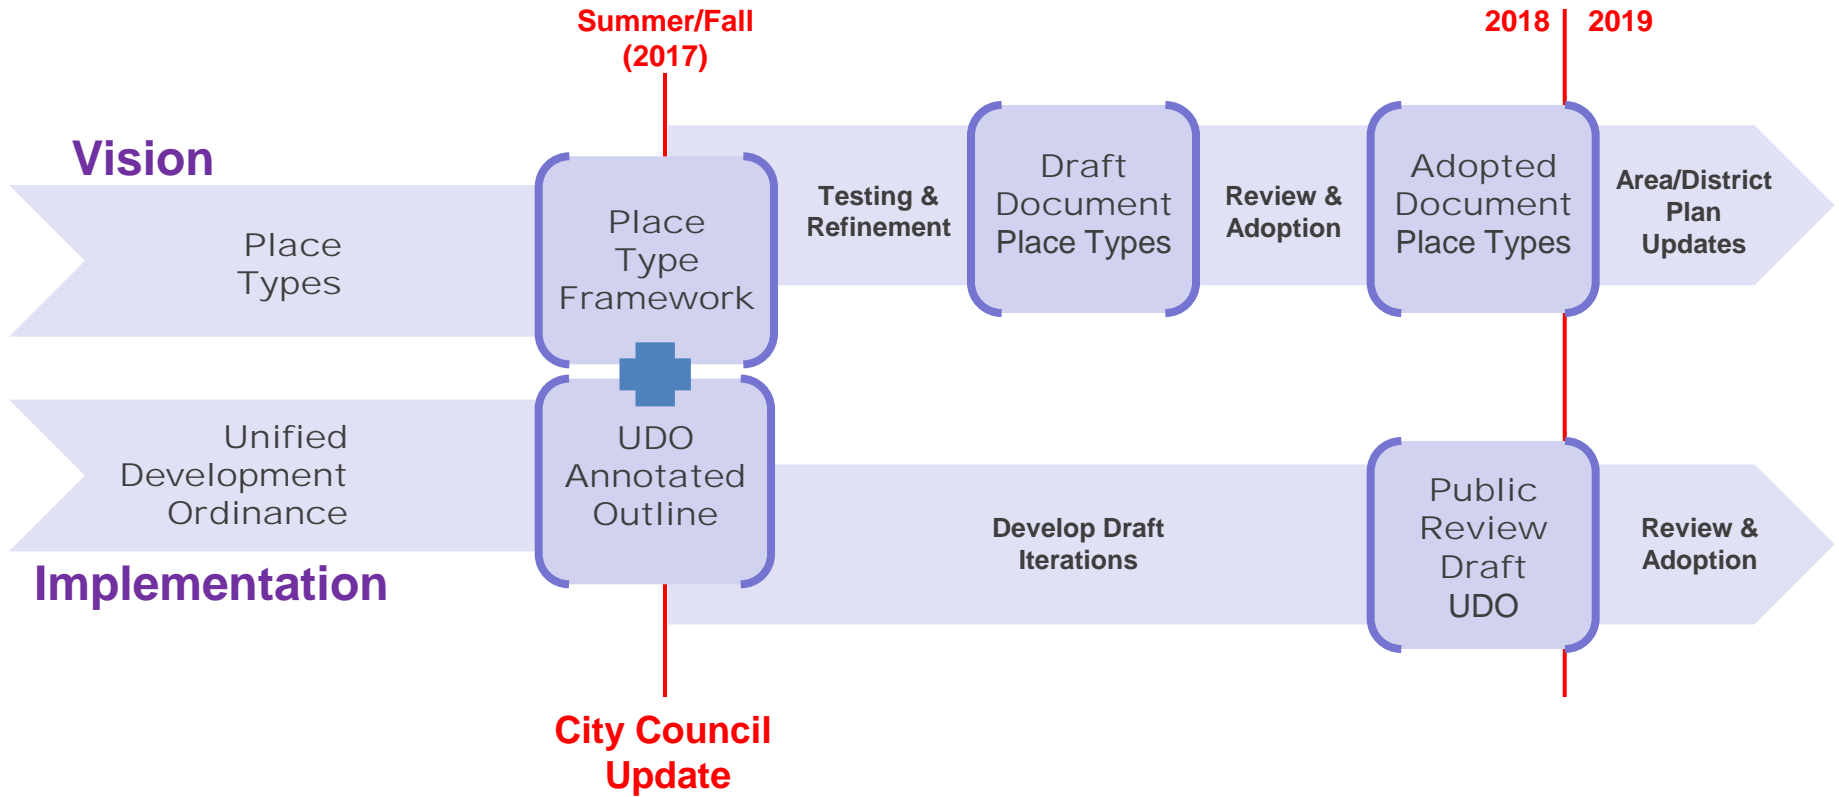 Summer/Fall
(2017)
2018
2019
Vision
Place
Types
Place
Type
Framework
Testing &
Refinement
Draft
Document
Place Types
Review &
Adoption
Adopted
Document
Place Types
Area/District
Plan
Updates
Unified
Development
Ordinance
Implementation
UDO
Annotated
Outline
Develop Draft
Iterations
Public
Review
Draft
UDO
Review &
Adoption
City Council
Update